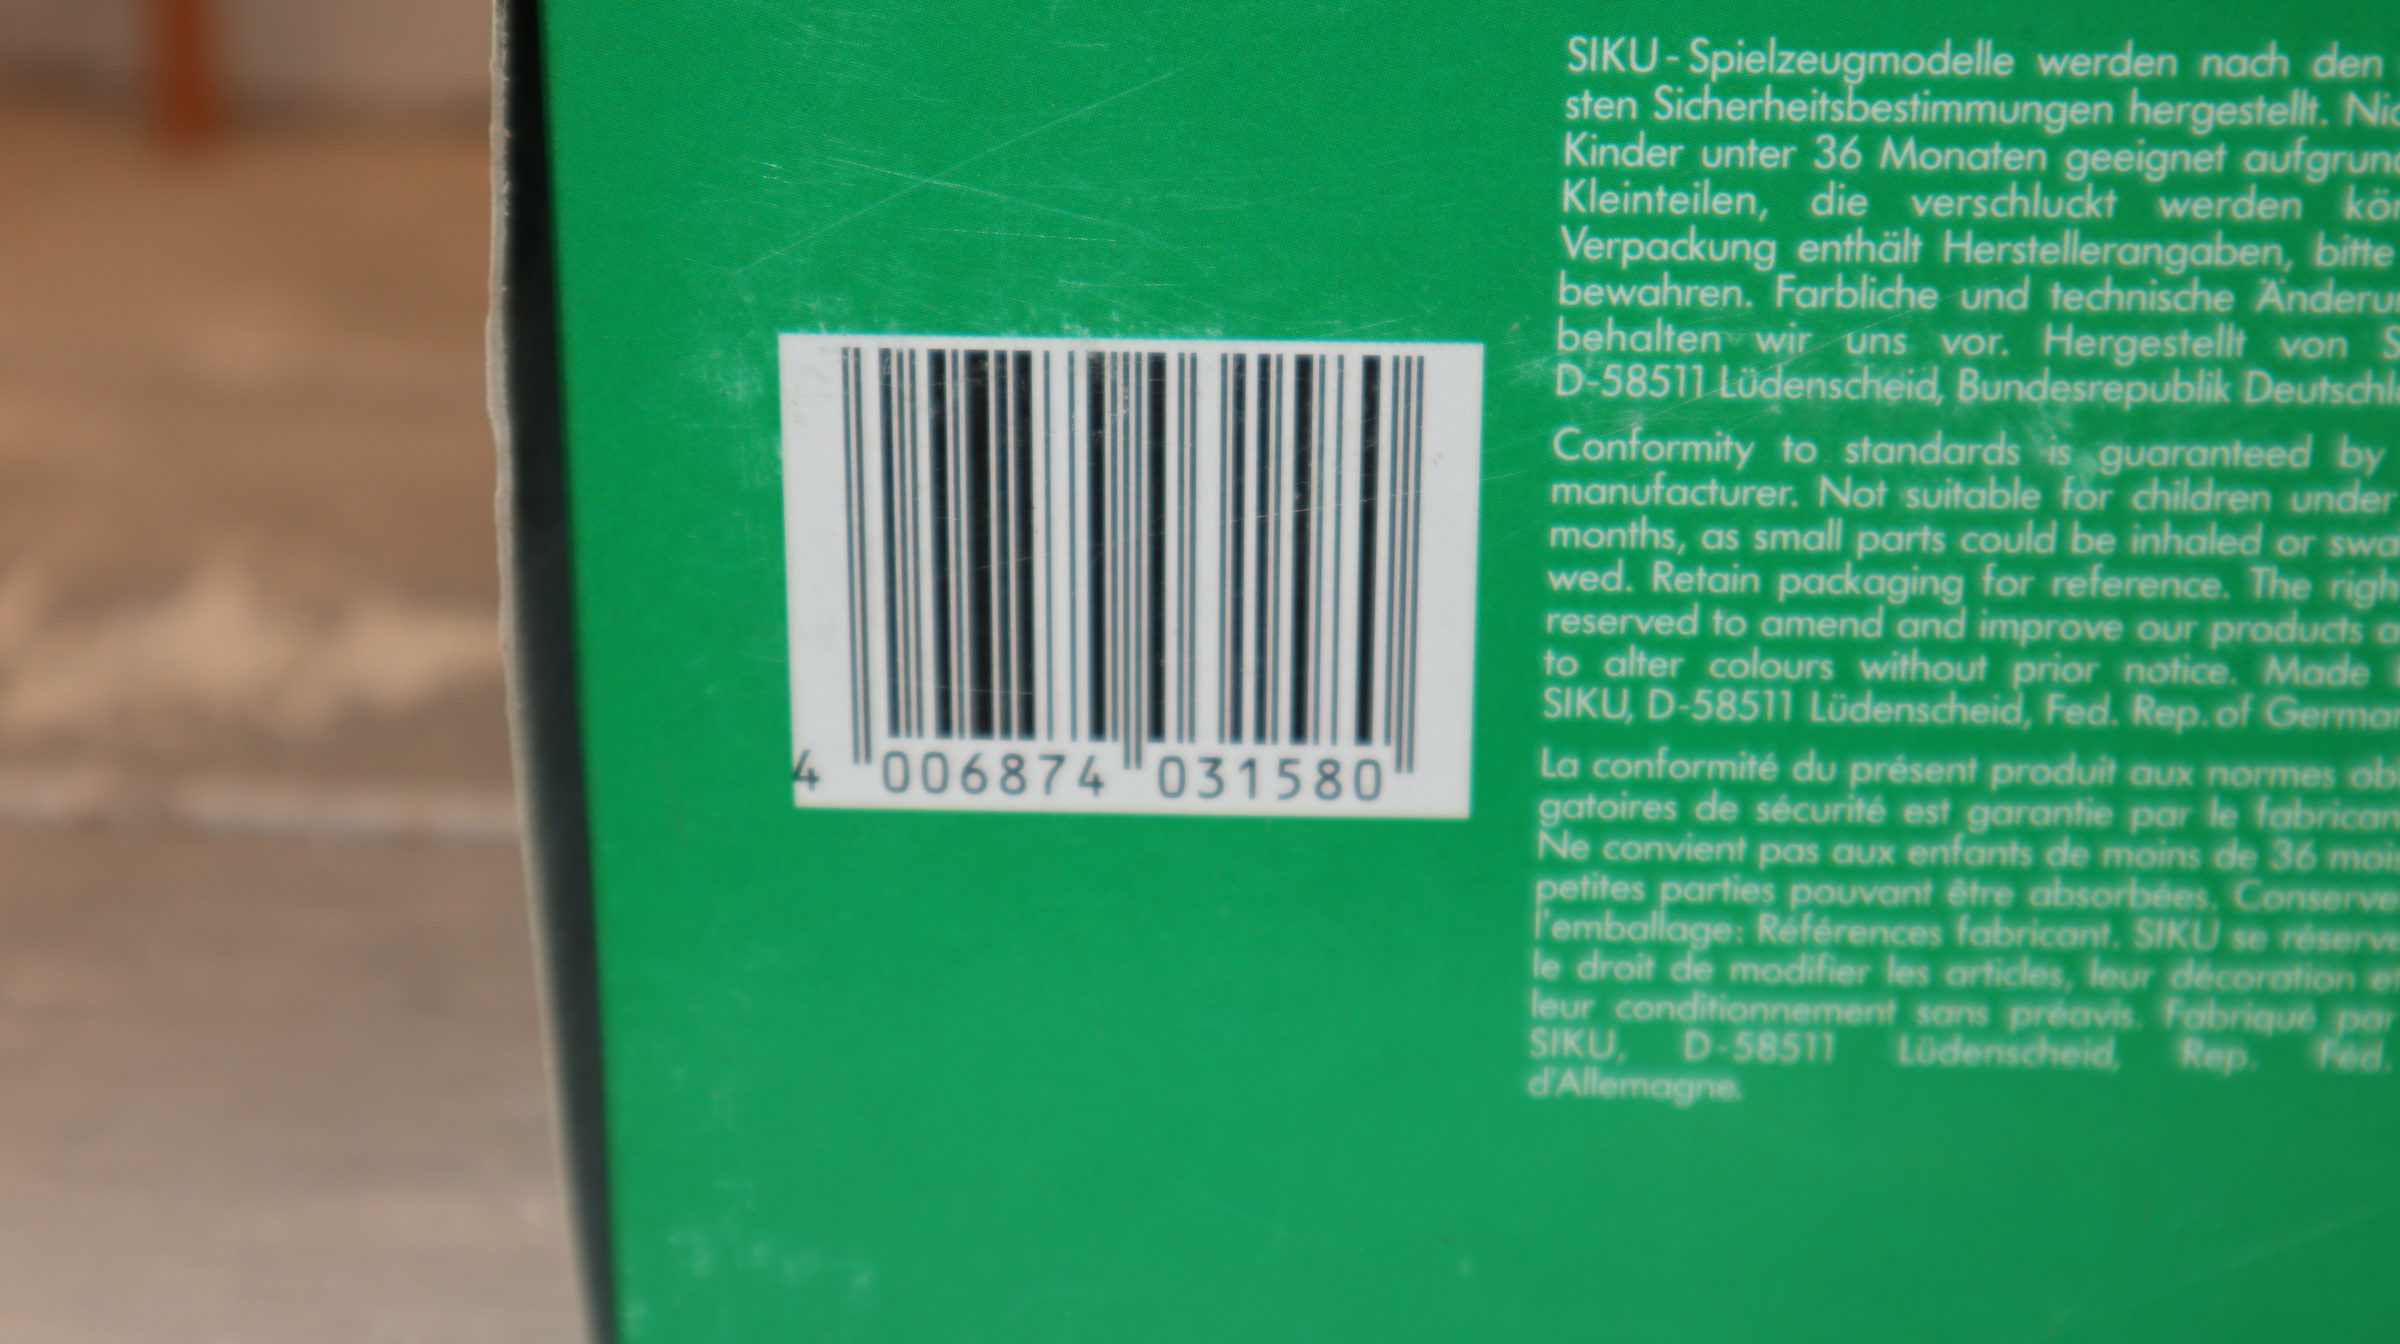 4 006874 031580
SIKU - Spielzeugmodelle werden nach den
sten Sicherheitsbestimmungen hergestellt.
Kinder unter 36 Monaten geeignet
Kleinteilen, die verschluckt werden
Verpackung enthält Herstellerangaben, bitte
bewahren. Farbliche und technische
behalten wir uns vor. Hergestellt von
D-58511 Lüdenscheid, Bundesrepublik
Conformity to standards is guaranteed by
manufacturer. Not suitable for children under
months, as small parts could be inhaled or
wed. Retain packaging for reference. The
reserved to amend and improve our products
to alter colours without prior notice. Made
SIKU, D-58511 Lüdenscheid, Fed. Rep. of
La conformité du présent produit aux normes
gatoires de sécurité est garantie par le
Ne convient pas aux enfants de moins de 36
petites parties pouvant être absorbées.
l'emballage: Références fabricant. SIKU se
le droit de modifier les articles, leur décoration et
leur conditionnement sans préavis. Fabriqué par
SIKU, D-58511 Lüdenscheid, Rep. Féd.
d'Allemagne.